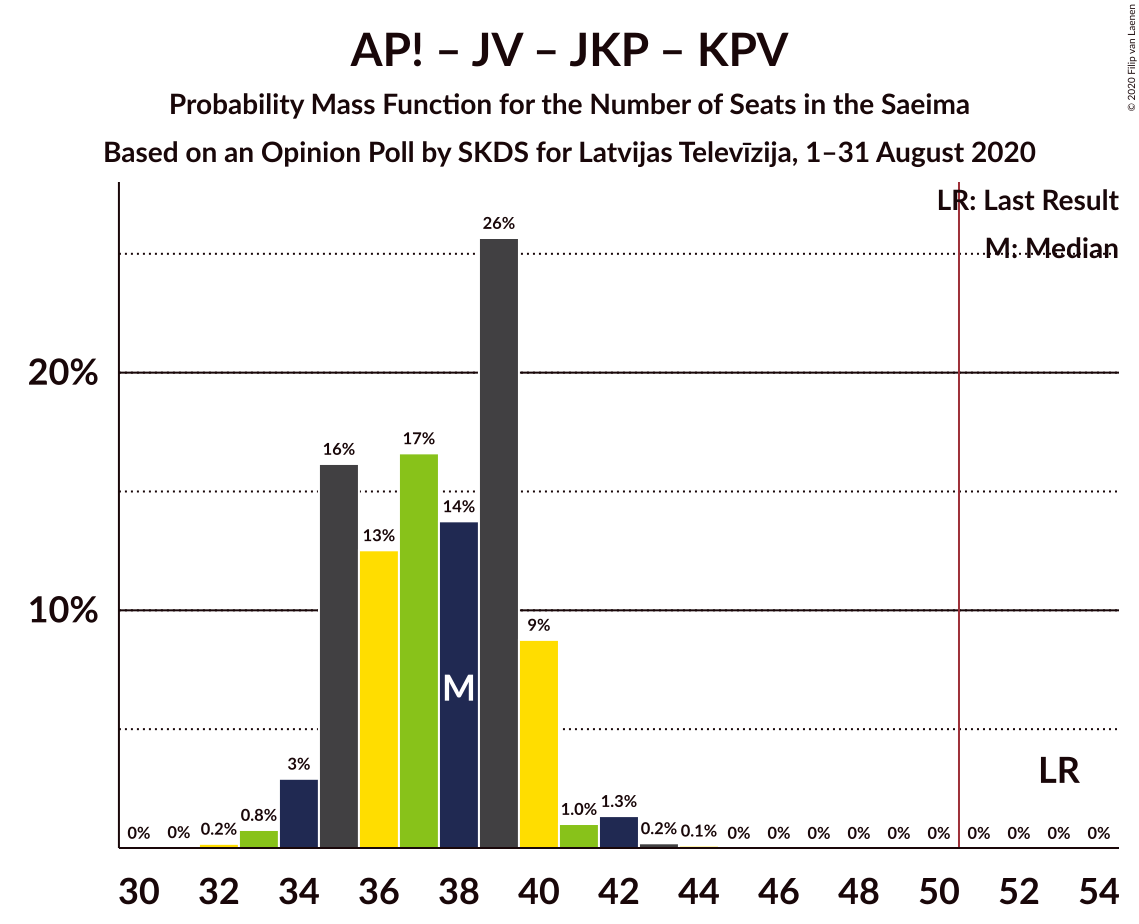 AP! – JV – JKP – KPV
Probability Mass Function for the Number of Seats in the Saeima
Based on an Opinion Poll by SKDS for Latvijas Televīzija, 1–31 August 2020
© 2020 Filip van Laenen
LR: Last Result
M: Median
26%
20%
17%
16%
14%
13%
10%
9%
M
LR
3%
1.3%
1.0%
0.8%
0% 0% 0.2% 0.2% 0.1% 0% 0% 0% 0% 0% 0% 0% 0% 0% 0%
30 32 34 36 38 40 42 44 46 48 50 52 54